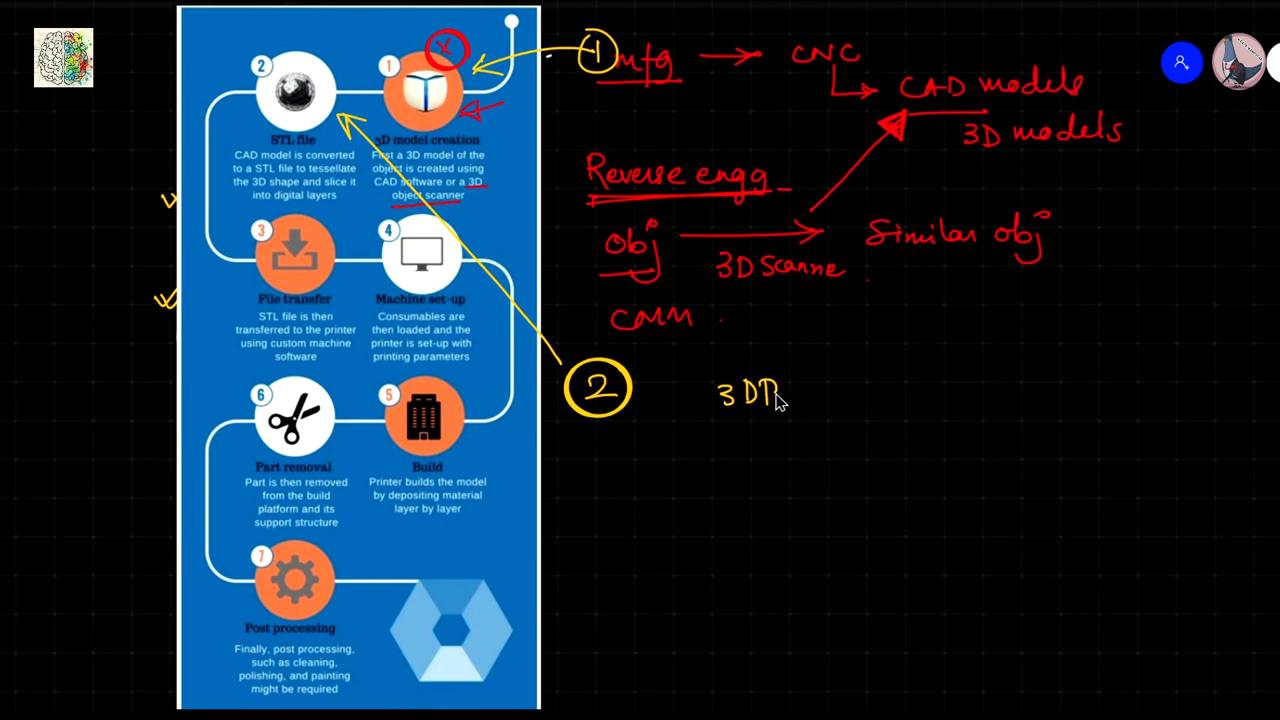 2
1
STL file
CAD model is converted
to a STL file to tessellate
the 3D shape and slice it
into digital layers
3D model creation
First a 3D model of the
object is created using
CAD software or a 3D
object scanner
3
4
File transfer
STL file is then
transferred to the printer
using custom machine
software
Machine set-up
Consumables are
then loaded and the
printer is set-up with
printing parameters
6
5
Part removal
Part is then removed
from the build
platform and its
support structure
Build
Printer builds the model
by depositing material
layer by layer
7
Post processing
Finally, post processing,
such as cleaning,
polishing, and painting
might be required
1
mfg → CNC
CAD models
3D models
Reverse engg
obj → Similar obj
3D Scanne
CMM
2
3DP